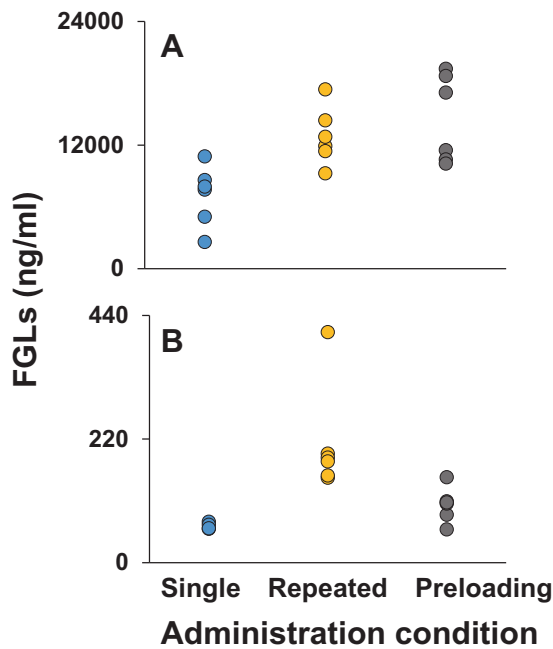 24000
A
12000
0
FGLs (ng/ml)
440
B
220
0
Single Repeated Preloading
Administration condition